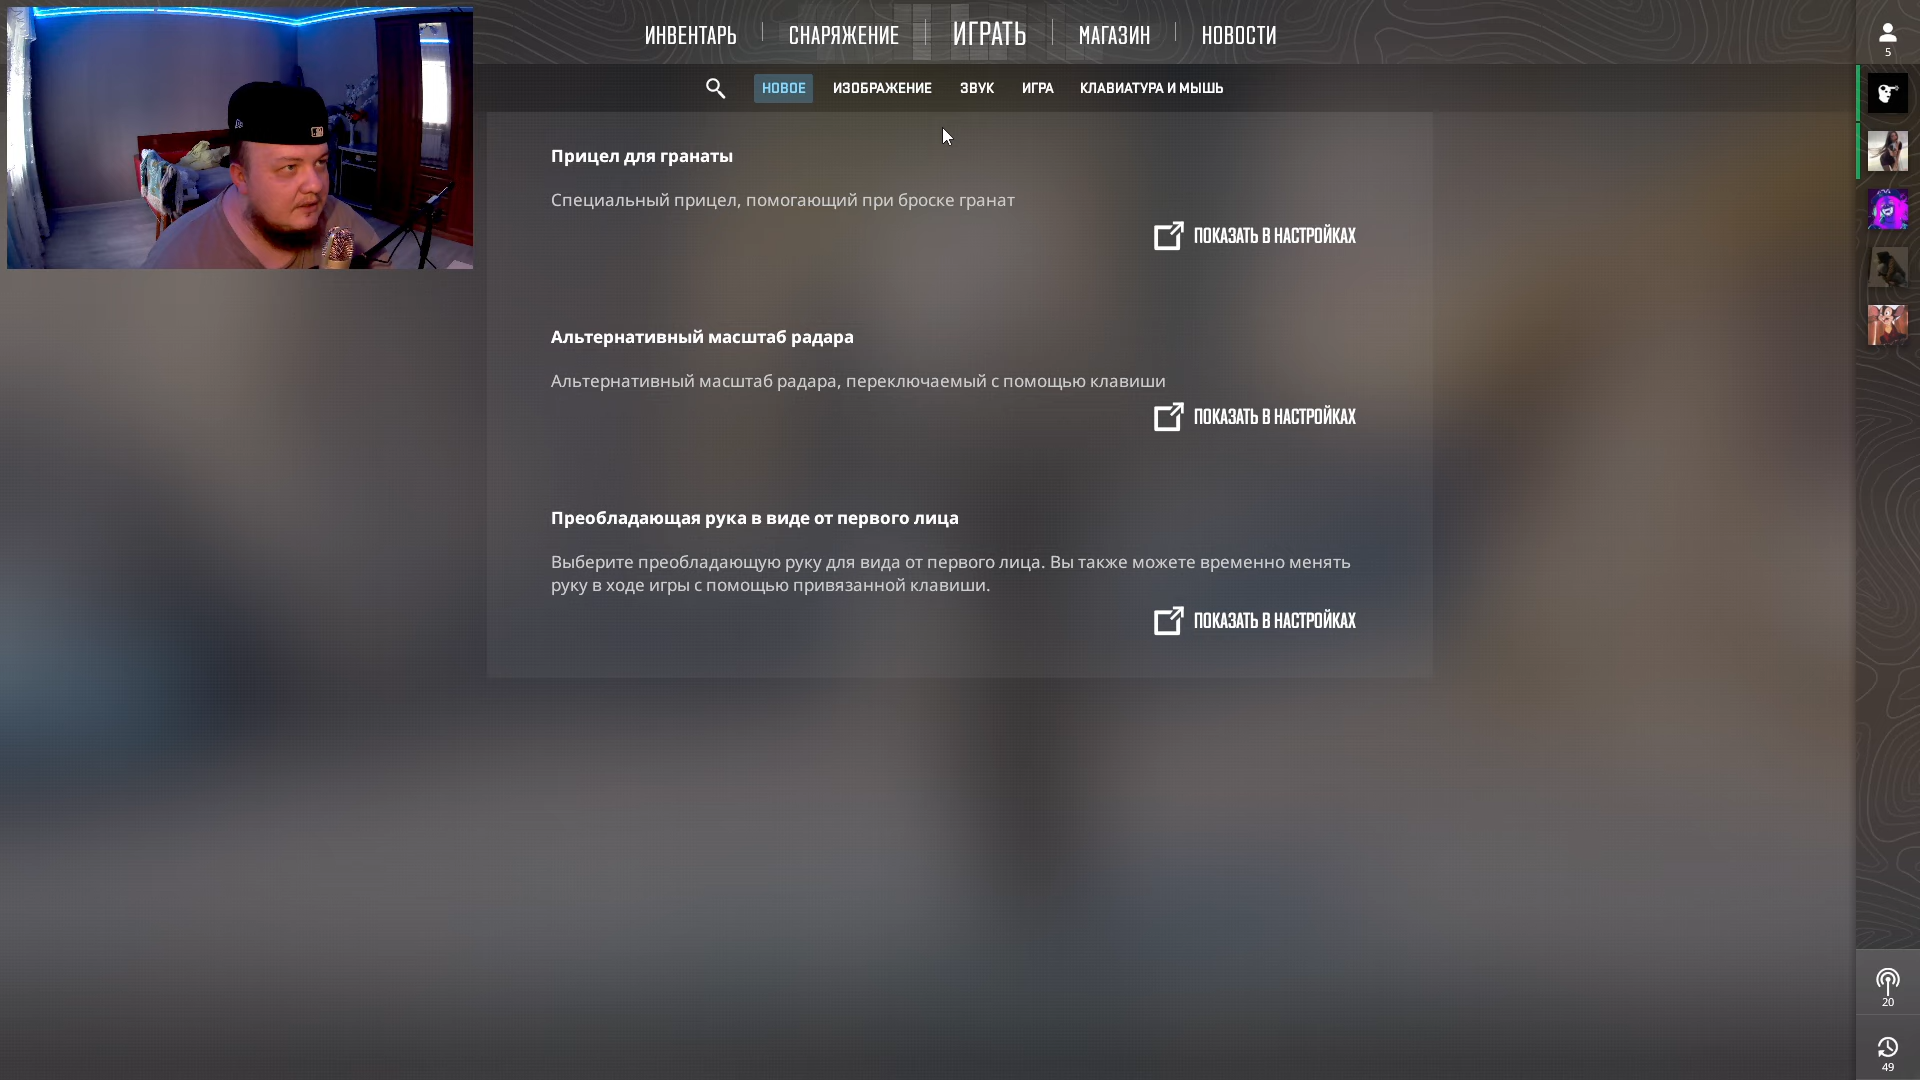 ИНВЕНТАРЬ
СНАРЯЖЕНИЕ
ИГРАТЬ
МАГАЗИН
НОВОСТИ
5
НОВОЕ
ИЗОБРАЖЕНИЕ
ЗВУК
ИГРА
КЛАВИАТУРА И МЫШЬ
Прицел для гранаты
Специальный прицел, помогающий при броске гранат
ПОКАЗАТЬ В НАСТРОЙКАХ
Альтернативный масштаб радара
Альтернативный масштаб радара, переключаемый с помощью клавиши
ПОКАЗАТЬ В НАСТРОЙКАХ
Преобладающая рука в виде от первого лица
Выберите преобладающую руку для вида от первого лица. Вы также можете временно менять
руку в ходе игры с помощью привязанной клавиши.
ПОКАЗАТЬ В НАСТРОЙКАХ
20
49